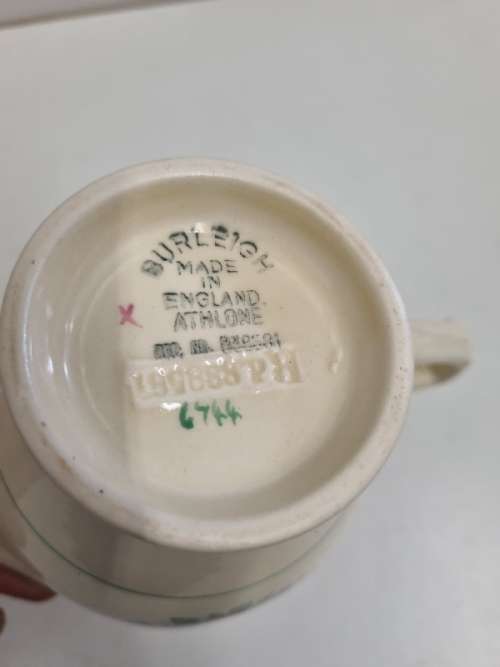 BURLEIGH
MADE
IN
ENGLAND.
ATHLONE
X
6744